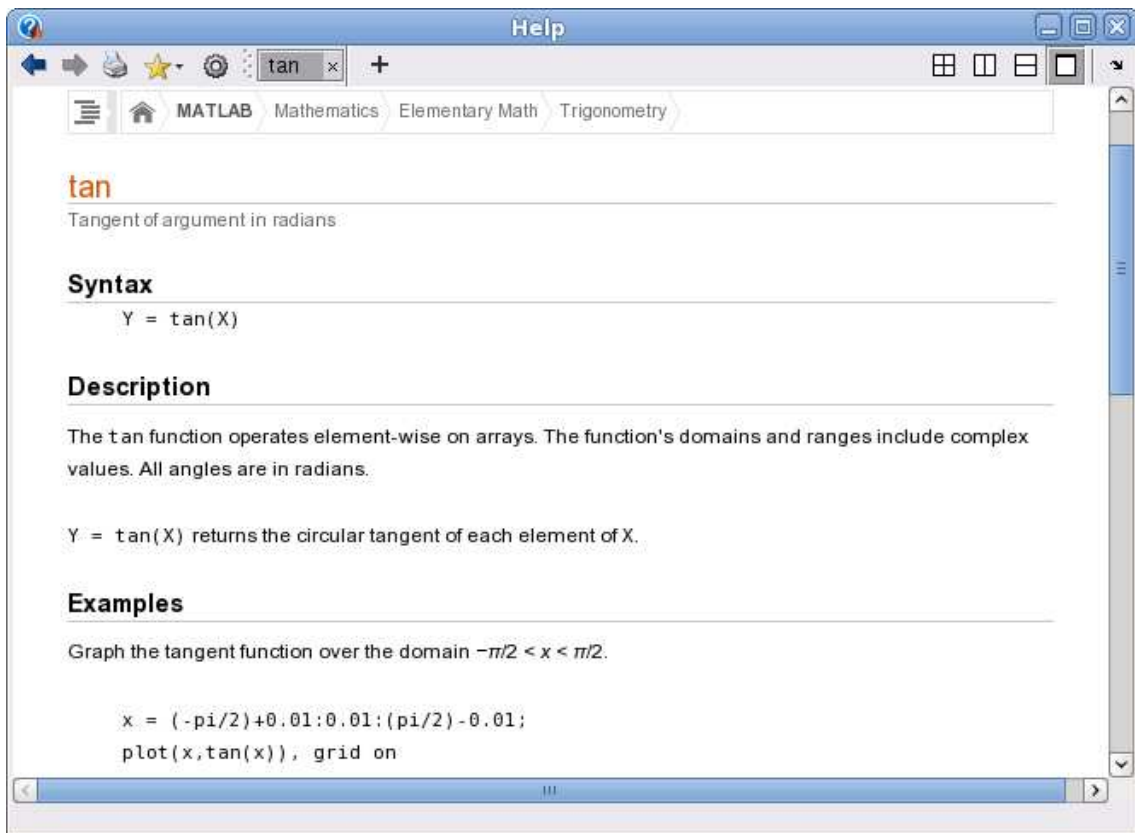 Help
tan
MATLAB Mathematics Elementary Math Trigonometry
tan
Tangent of argument in radians
Syntax
Y = tan(X)
Description
The tan function operates element-wise on arrays. The function's domains and ranges include complex
values. All angles are in radians.
Y = tan(X) returns the circular tangent of each element of X.
Examples
Graph the tangent function over the domain −π/2 < x < π/2.
x = (-pi/2)+0.01:0.01:(pi/2)-0.01;
plot(x,tan(x)), grid on